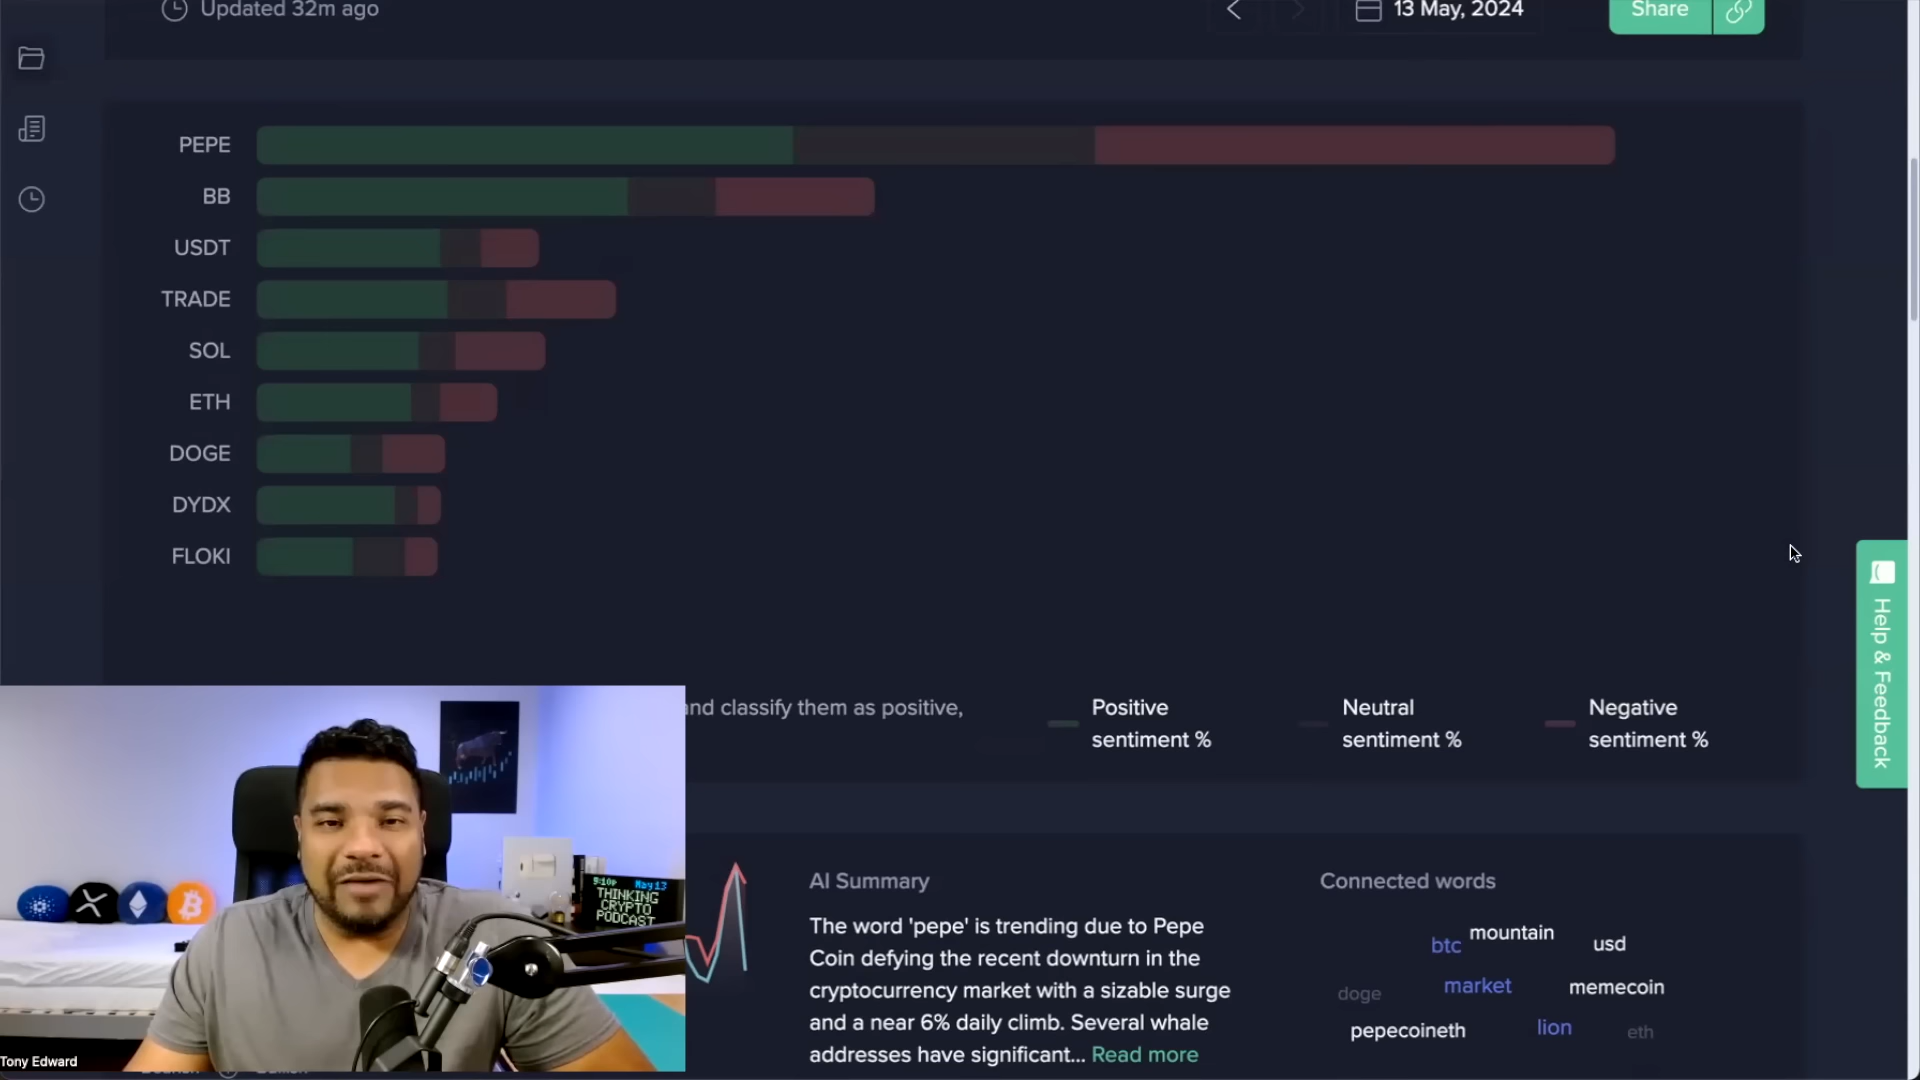 Updated 32m ago
13 May, 2024
Share
PEPE
BB
USDT
TRADE
SOL
ETH
DOGE
DYDX
FLOKI
Help & Feedback
and classify them as positive,
Positive
sentiment %
Neutral
sentiment %
Negative
sentiment %
AI Summary
The word 'pepe' is trending due to Pepe
Coin defying the recent downturn in the
cryptocurrency market with a sizable surge
and a near 6% daily climb. Several whale
addresses have significant... Read more
Connected words
btc mountain usd
doge market memecoin
pepecoineth lion eth
9:10p May13
THINKING
CRYPTO
PODCAST
Tony Edward